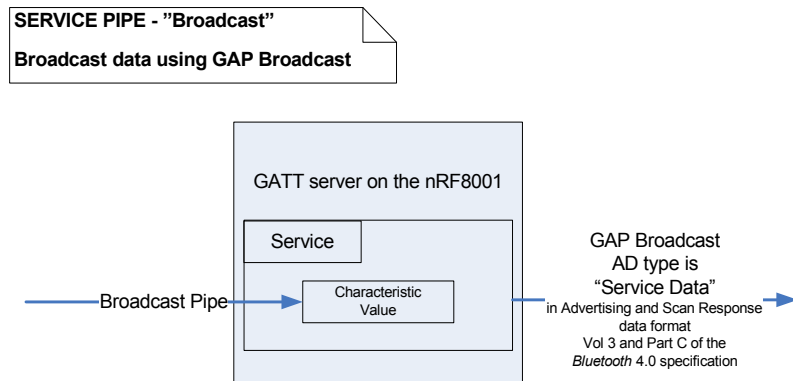 SERVICE PIPE - ”Broadcast”
Broadcast data using GAP Broadcast
GATT server on the nRF8001
Service
Broadcast Pipe
Characteristic
Value
GAP Broadcast
AD type is
“Service Data”
in Advertising and Scan Response
data format
Vol 3 and Part C of the
Bluetooth 4.0 specification